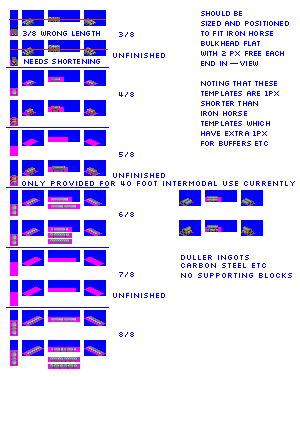 SHOULD BE
SIZED AND POSITIONED
TO FIT IRON HORSE
BULKHEAD FLAT
WITH 2 PX FREE EACH
END IN -- VIEW
3/8 WRONG LENGTH
3/8
UNFINISHED
NEEDS SHORTENING
NOTING THAT THESE
TEMPLATES ARE 1PX
SHORTER THAN
IRON HORSE
TEMPLATES WHICH
HAVE EXTRA 1PX
FOR BUFFERS ETC
4/8
5/8
UNFINISHED
ONLY PROVIDED FOR 40 FOOT INTERMODAL USE CURRENTLY
6/8
DULLER INGOTS
CARBON STEEL ETC
NO SUPPORTING BLOCKS
7/8
UNFINISHED
8/8